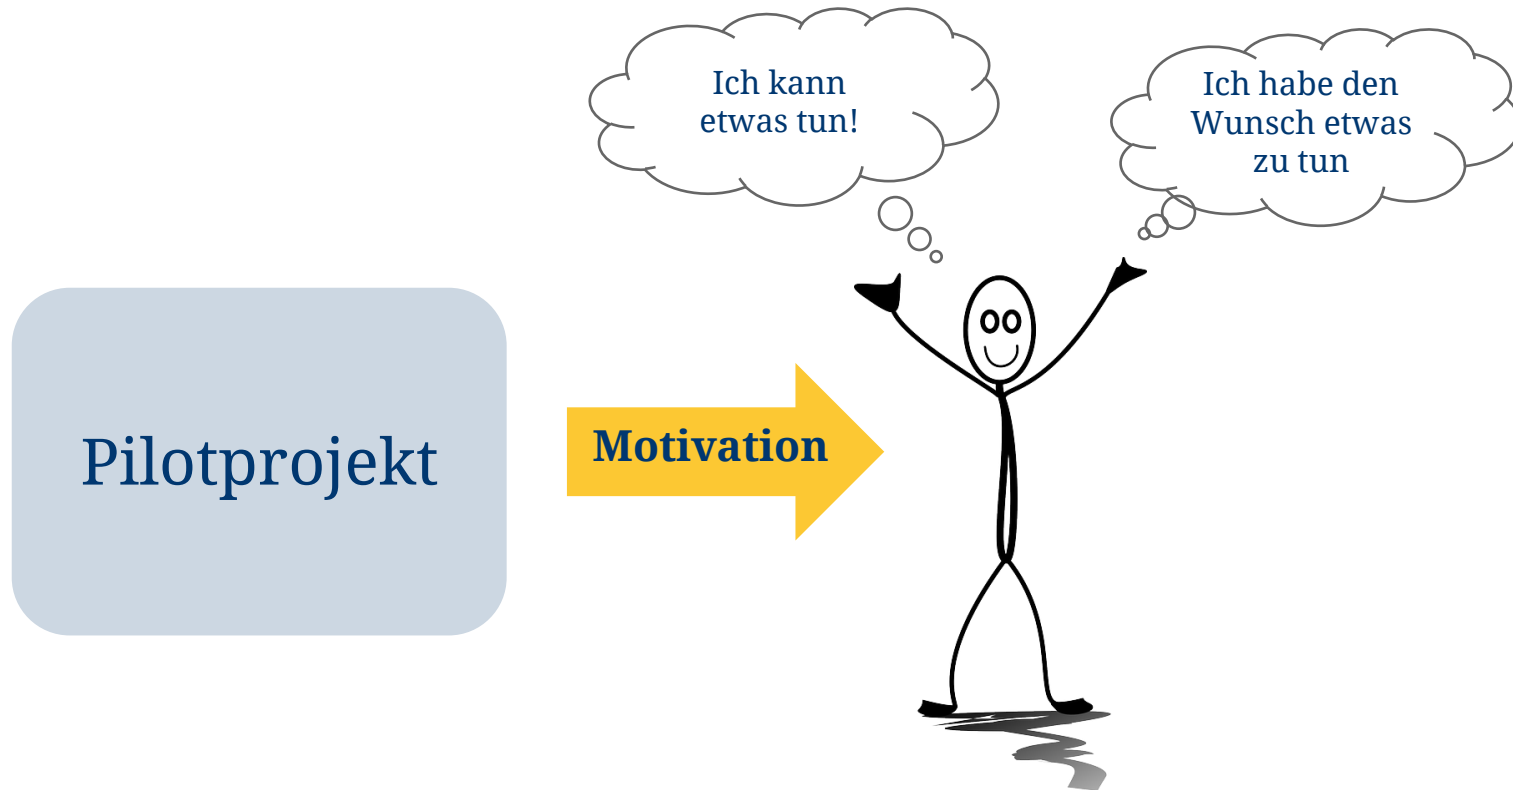 Ich kann
etwas tun!
Ich habe den
Wunsch etwas
zu tun
Pilotprojekt
Motivation